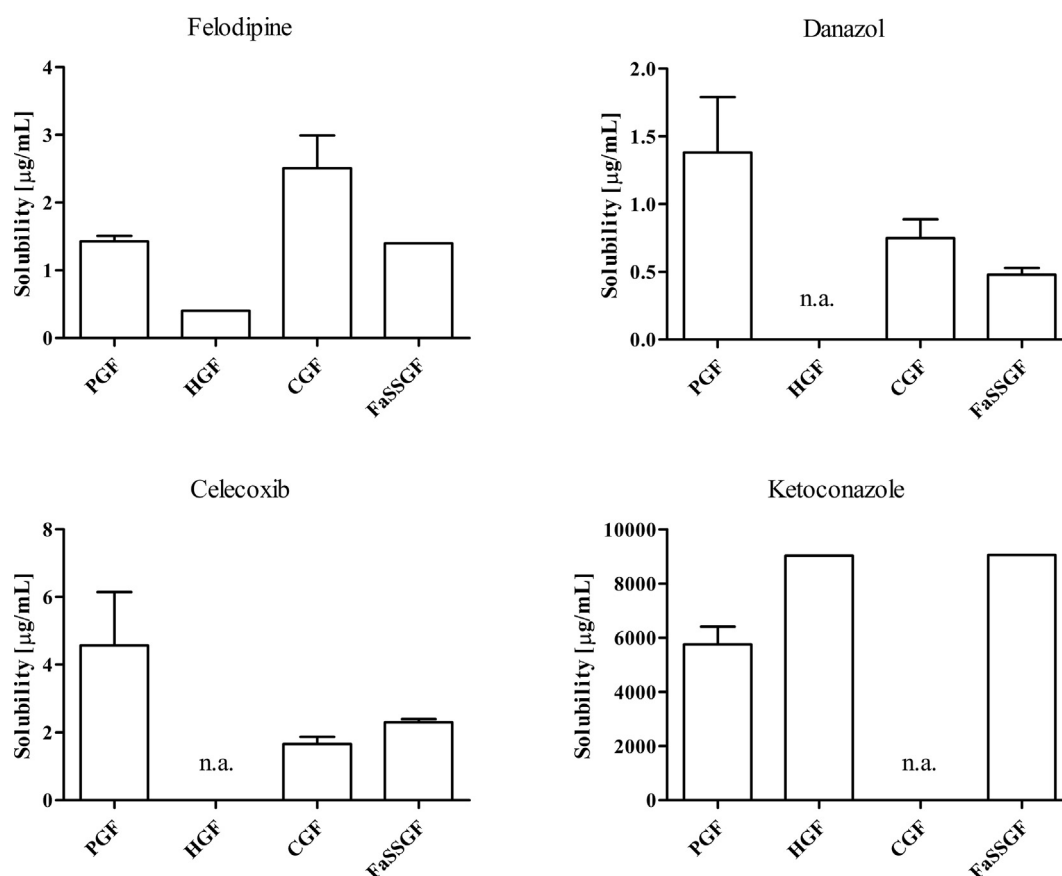 Felodipine
Solubility [µg/mL]
4
3
2
1
0
PGF
HGF
CGF
FaSSGF
Danazol
Solubility [µg/mL]
2.0
1.5
1.0
0.5
0.0
n.a.
PGF
HGF
CGF
FaSSGF
Celecoxib
Solubility [µg/mL]
8
6
4
2
0
n.a.
PGF
HGF
CGF
FaSSGF
Ketoconazole
Solubility [µg/mL]
10000
8000
6000
4000
2000
0
n.a.
PGF
HGF
CGF
FaSSGF